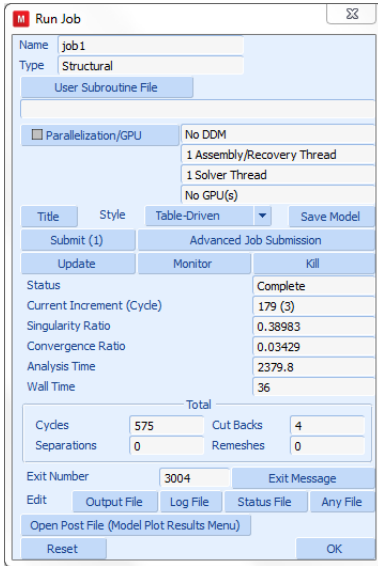 M Run Job
Name job1
Type Structural
User Subroutine File
Parallelization/GPU No DDM
1 Assembly/Recovery Thread
1 Solver Thread
No GPU(s)
Title Style Table-Driven Save Model
Submit (1) Advanced Job Submission
Update Monitor Kill
Status Complete
Current Increment (Cycle) 179 (3)
Singularity Ratio 0.38983
Convergence Ratio 0.03429
Analysis Time 2379.8
Wall Time 36
Total
Cycles 575 Cut Backs 4
Separations 0 Remeshes 0
Exit Number 3004 Exit Message
Edit Output File Log File Status File Any File
Open Post File (Model Plot Results Menu)
Reset OK